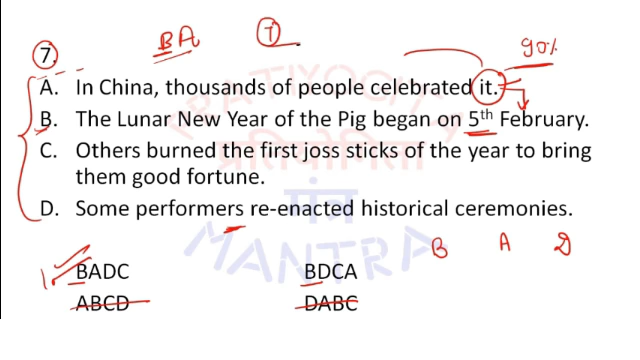 BA T
7. 90%
A. In China, thousands of people celebrated it.
B. The Lunar New Year of the Pig began on 5th February.
C. Others burned the first joss sticks of the year to bring
them good fortune.
D. Some performers re-enacted historical ceremonies.
B A D
1. BADC BDCA
ABCD DABC
PRATIYOGITA
प्रतियोगिता
मंत्र
MANTRA